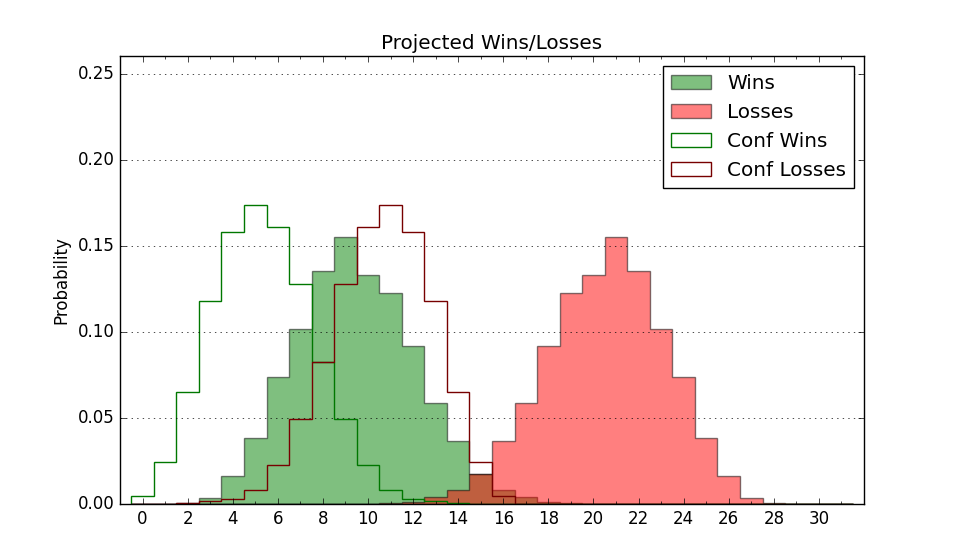 Projected Wins/Losses
Probability
0.25
0.20
0.15
0.10
0.05
0.00
0 2 4 6 8 10 12 14 16 18 20 22 24 26 28 30
Wins
Losses
Conf Wins
Conf Losses